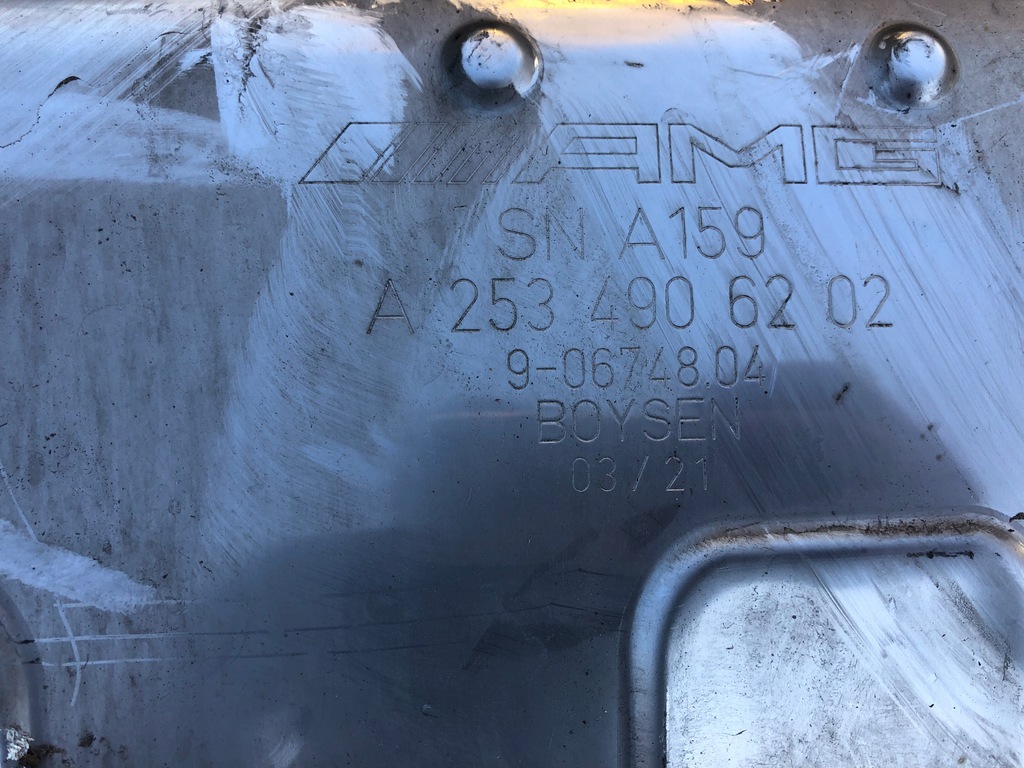 AMG
SN A159
A 253 490 62 02
9-06748.04
BOYSEN
03/21